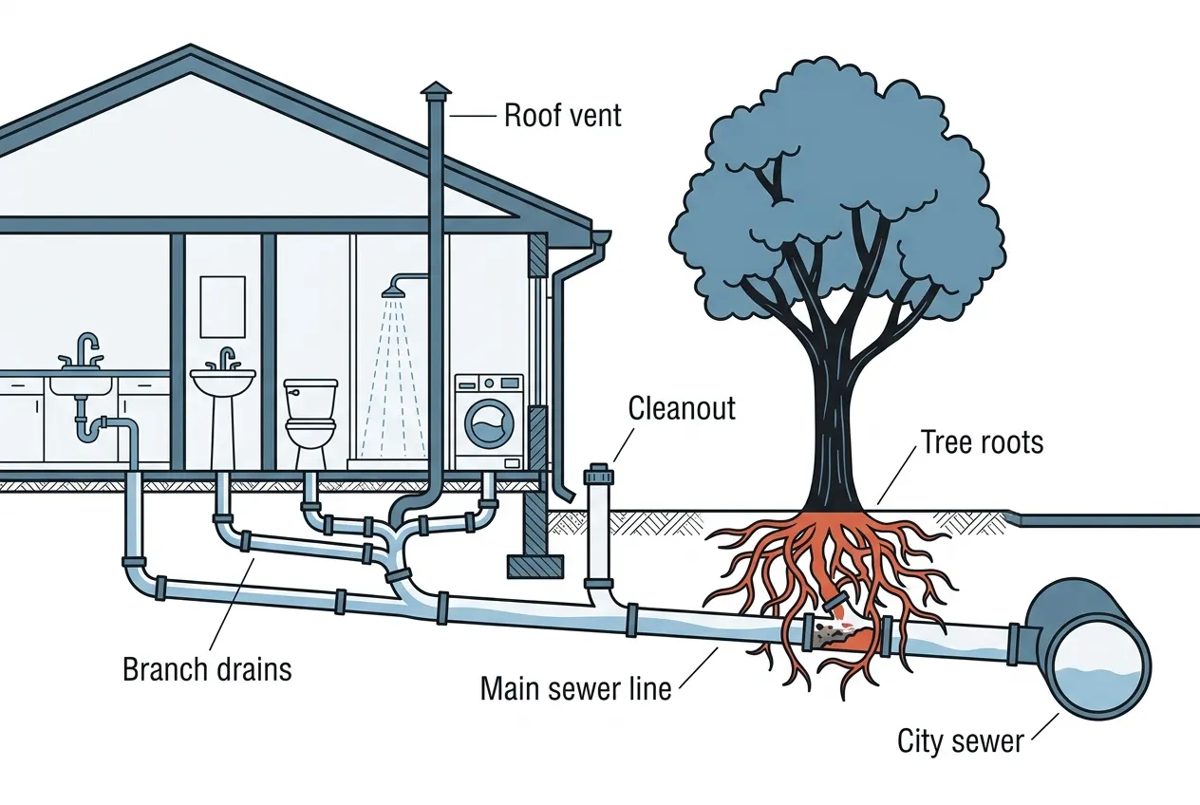 Roof vent
Cleanout
Tree roots
Branch drains
Main sewer line
City sewer